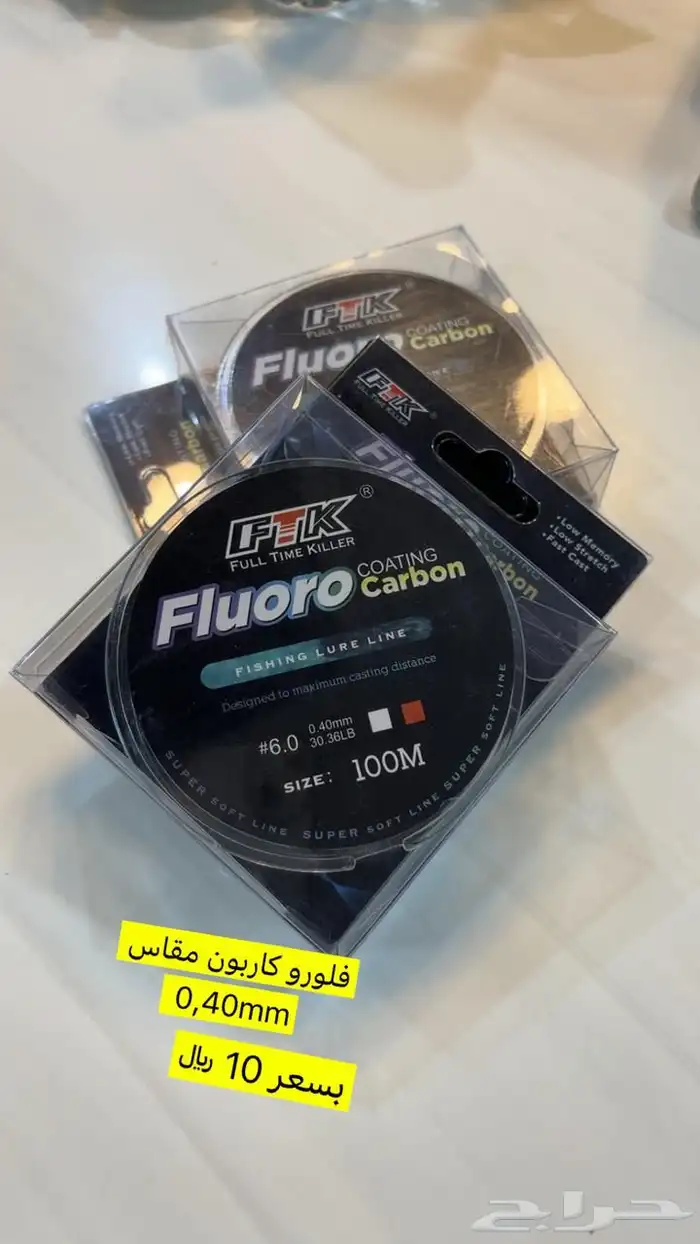 FTK
FULL TIME KILLER
Fluoro COATING
Carbon
FTK
FULL TIME KILLER
Fluoro
COATING
Carbon
• Low Memory
• Low Stretch
• Fast Cast
FTK®
FULL TIME KILLER
Fluoro COATING
Carbon
FISHING LURE LINE
Designed to maximum casting distance
#6.0 0.40mm
30.36LB
SIZE: 100M
SUPER SOFT LINE SUPER SOFT LINE SUPER SOFT LINE
فلورو كاربون مقاس
0,40mm
بسعر 10 ريال
حراج